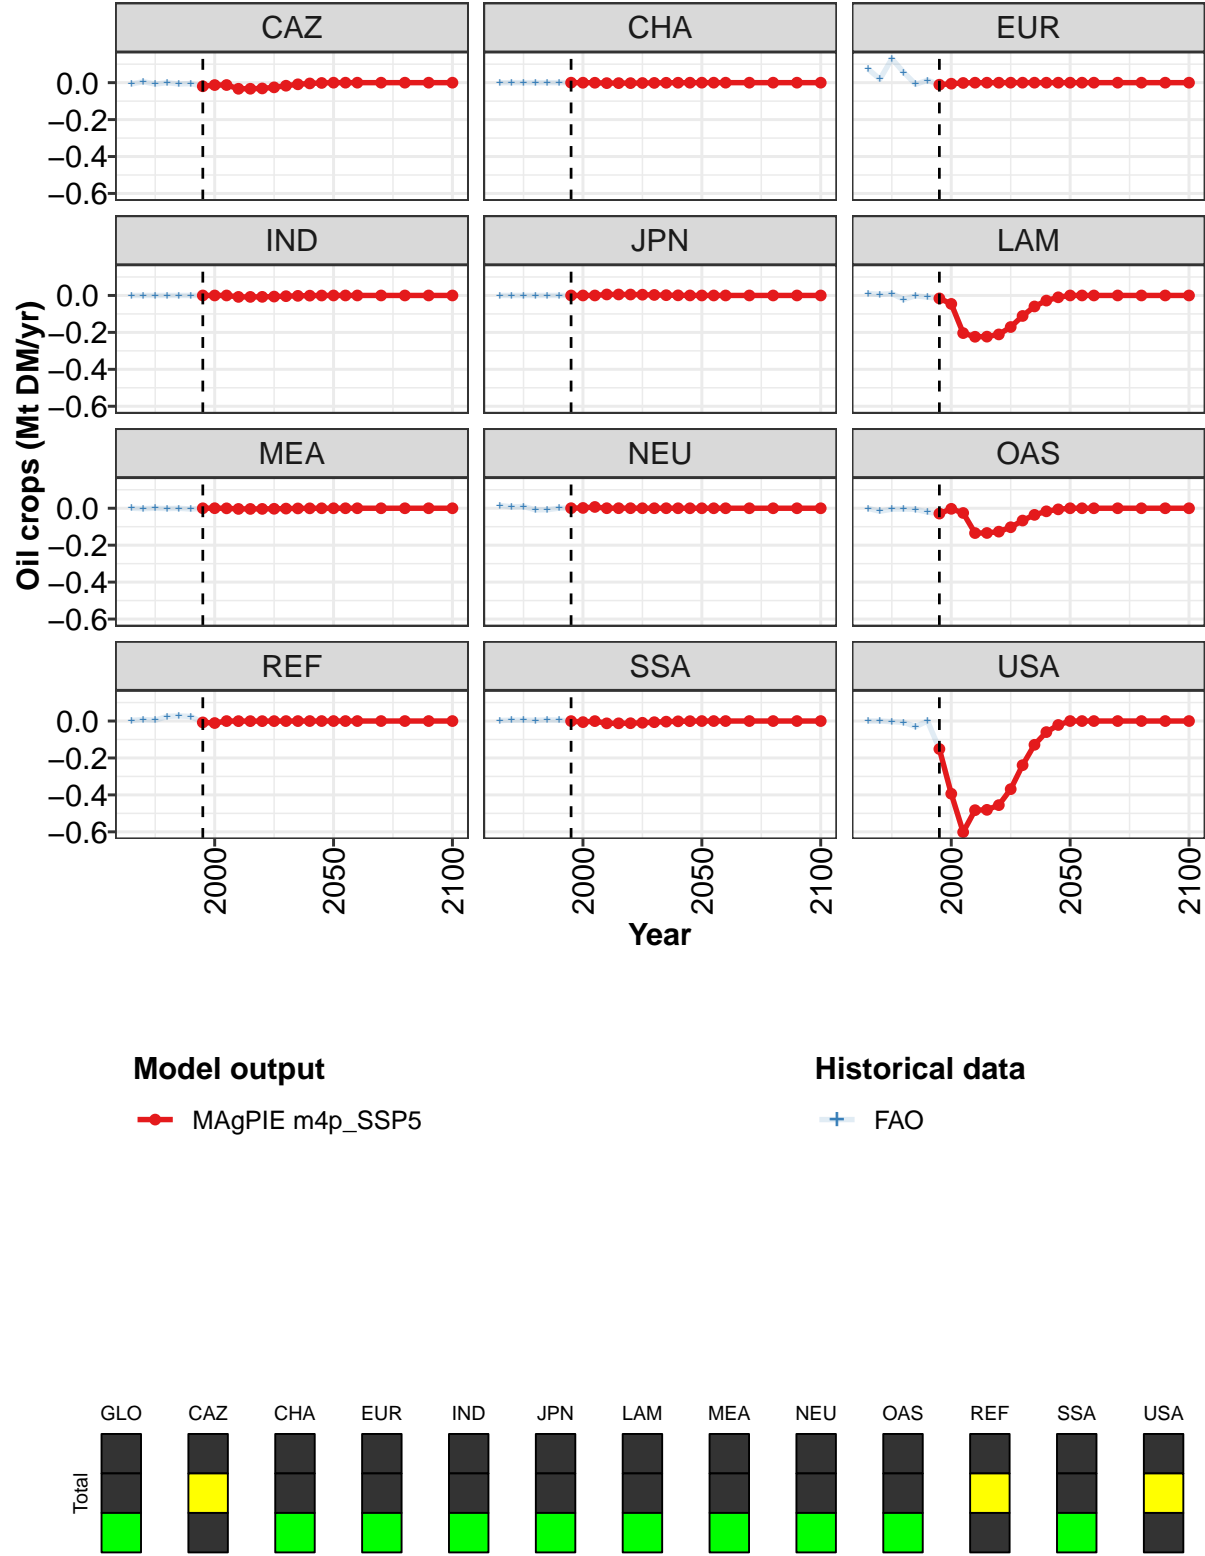 CAZ CHA EUR
0.0
−0.2
−0.4
−0.6
IND JPN LAM
0.0
−0.2
−0.4
−0.6
MEA NEU OAS
0.0
−0.2
−0.4
−0.6
REF SSA USA
0.0
−0.2
−0.4
−0.6
Oil crops (Mt DM/yr)
2000 2050 2100 2000 2050 2100 2000 2050 2100
Year
Model output Historical data
MAgPIE m4p_SSP5 FAO
GLO CAZ CHA EUR IND JPN LAM MEA NEU OAS REF SSA USA
Total